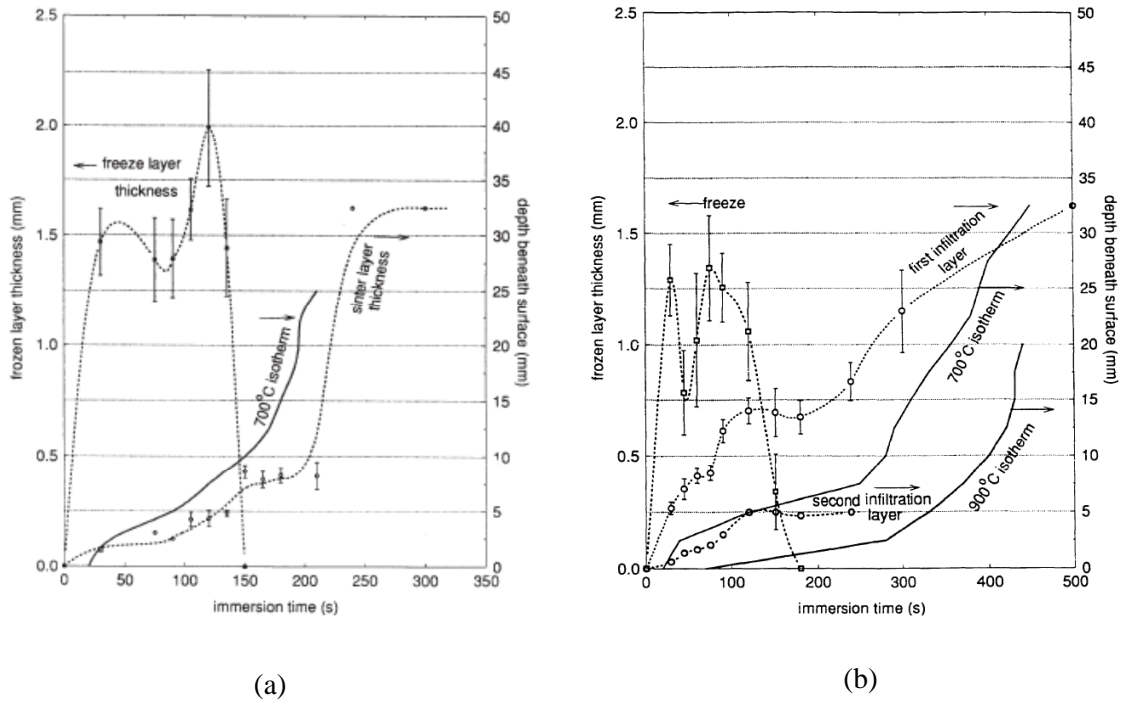 2.5
2.0
1.5
1.0
0.5
0.0
frozen layer thickness (mm)
0
50
100
150
200
250
300
350
immersion time (s)
50
45
40
35
30
25
20
15
10
5
0
depth beneath surface (mm)
freeze layer
thickness
700°C isotherm
sinter layer
thickness
(a)
2.5
2.0
1.5
1.0
0.5
0.0
frozen layer thickness (mm)
0
100
200
300
400
500
immersion time (s)
50
45
40
35
30
25
20
15
10
5
0
depth beneath surface (mm)
freeze
first infiltration
layer
700°C isotherm
second infiltration
layer
900°C isotherm
(b)